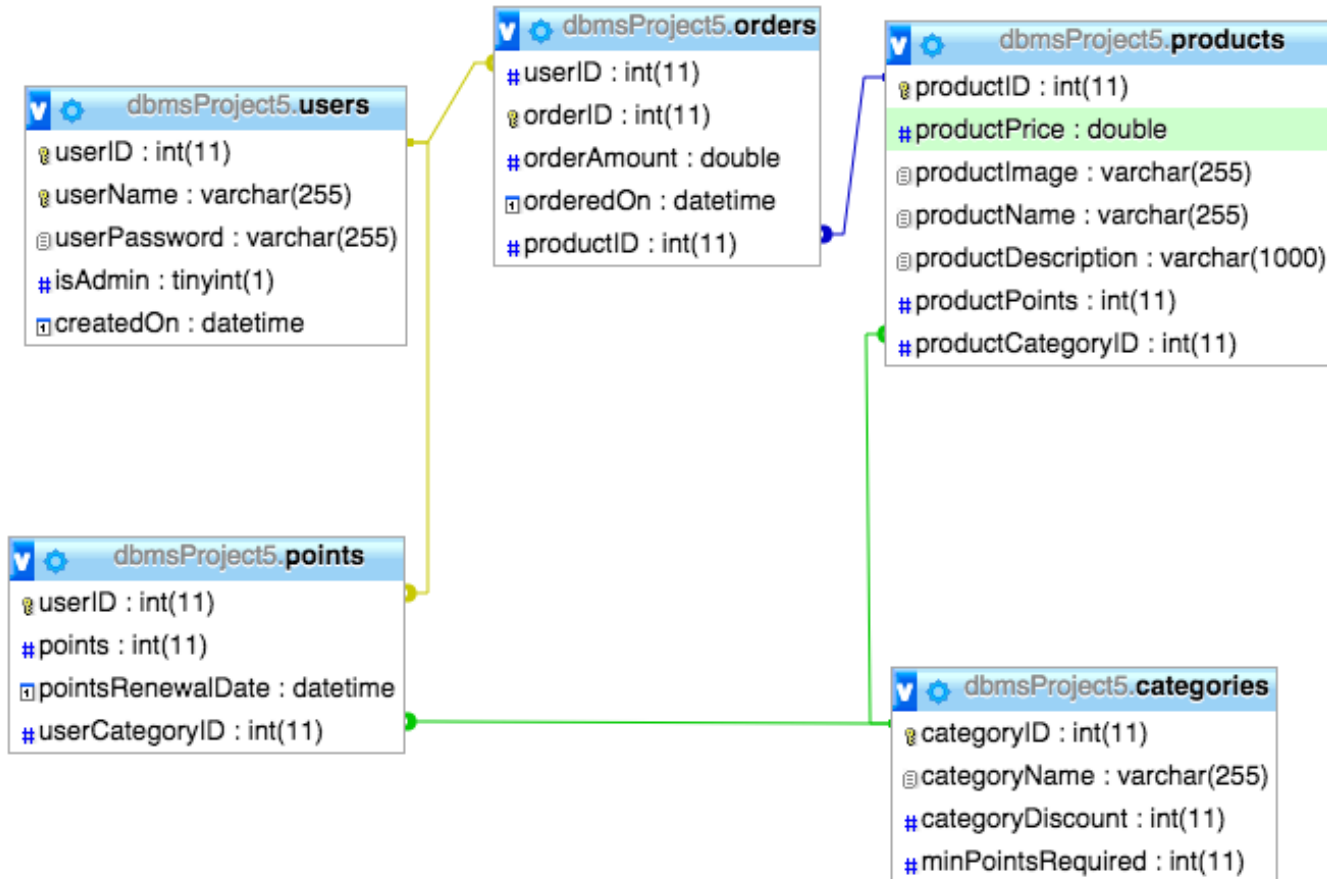 dbmsProject5.users
userID : int(11)
userName : varchar(255)
userPassword : varchar(255)
isAdmin : tinyint(1)
createdOn : datetime
dbmsProject5.orders
userID : int(11)
orderID : int(11)
orderAmount : double
orderedOn : datetime
productID : int(11)
dbmsProject5.products
productID : int(11)
productPrice : double
productImage : varchar(255)
productName : varchar(255)
productDescription : varchar(1000)
productPoints : int(11)
productCategoryID : int(11)
dbmsProject5.points
userID : int(11)
points : int(11)
pointsRenewalDate : datetime
userCategoryID : int(11)
dbmsProject5.categories
categoryID : int(11)
categoryName : varchar(255)
categoryDiscount : int(11)
minPointsRequired : int(11)